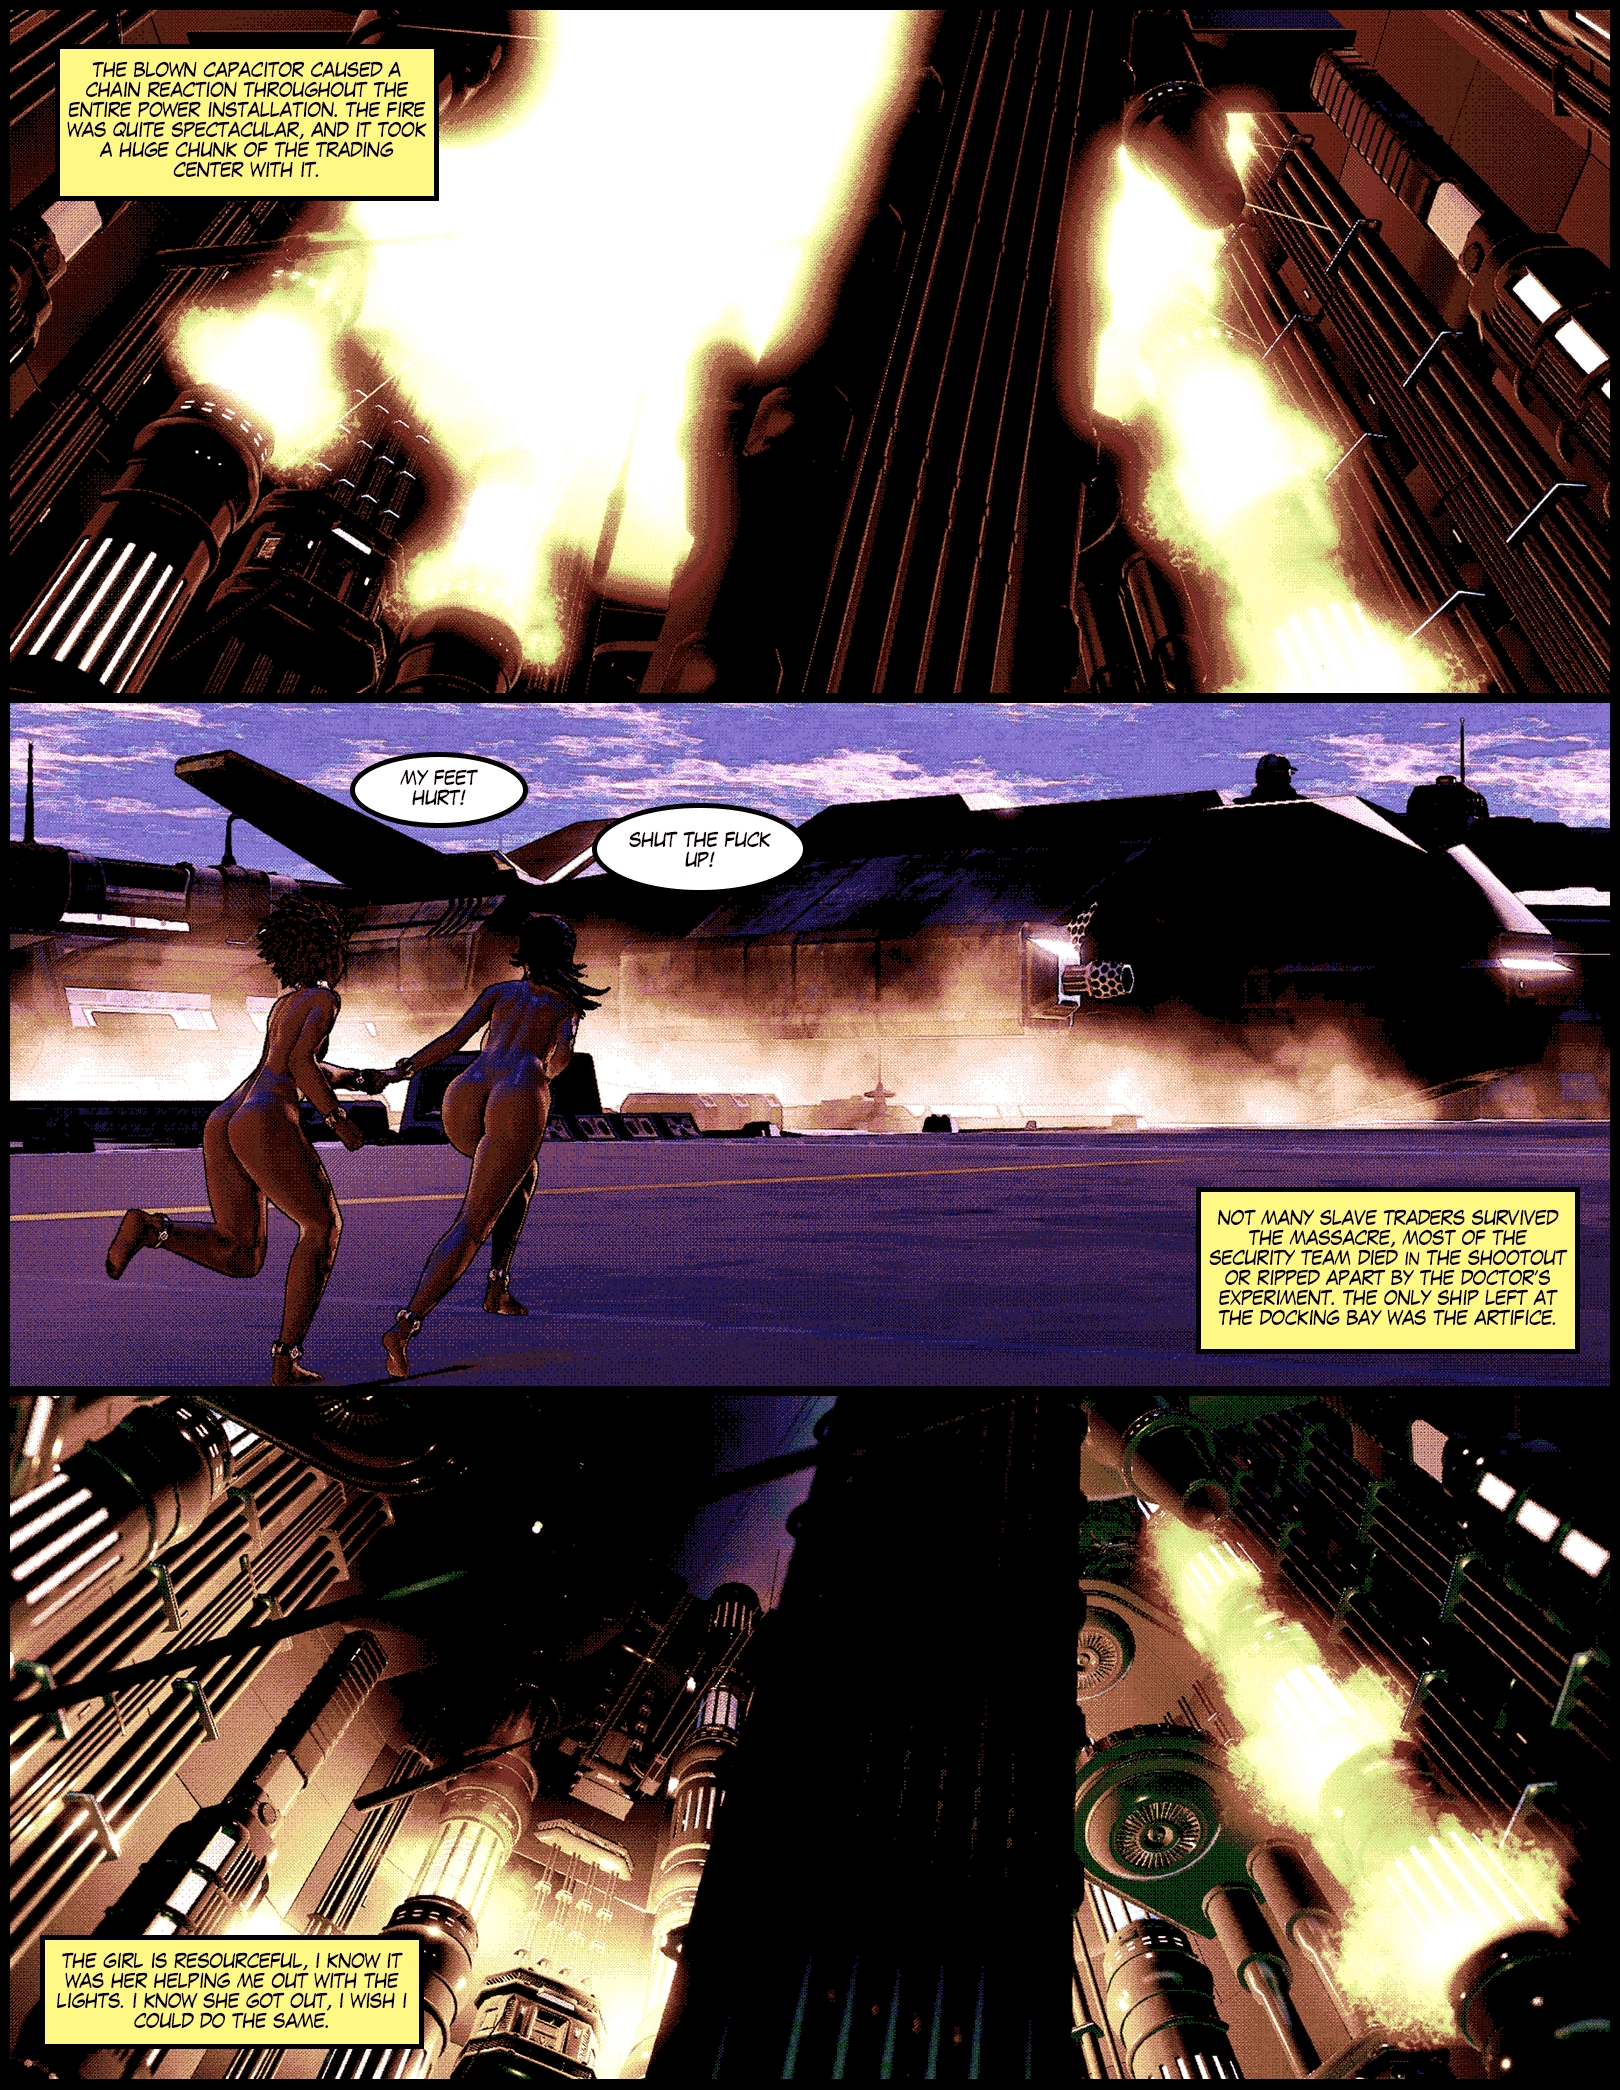 THE BLOWN CAPACITOR CAUSED A
CHAIN REACTION THROUGHOUT THE
ENTIRE POWER INSTALLATION. THE FIRE
WAS QUITE SPECTACULAR, AND IT TOOK
A HUGE CHUNK OF THE TRADING
CENTER WITH IT.
MY FEET
HURT!
SHUT THE FUCK
UP!
NOT MANY SLAVE TRADERS SURVIVED
THE MASSACRE, MOST OF THE
SECURITY TEAM DIED IN THE SHOOTOUT
OR RIPPED APART BY THE DOCTOR'S
EXPERIMENT. THE ONLY SHIP LEFT AT
THE DOCKING BAY WAS THE ARTIFICE.
THE GIRL IS RESOURCEFUL, I KNOW IT
WAS HER HELPING ME OUT WITH THE
LIGHTS. I KNOW SHE GOT OUT, I WISH I
COULD DO THE SAME.